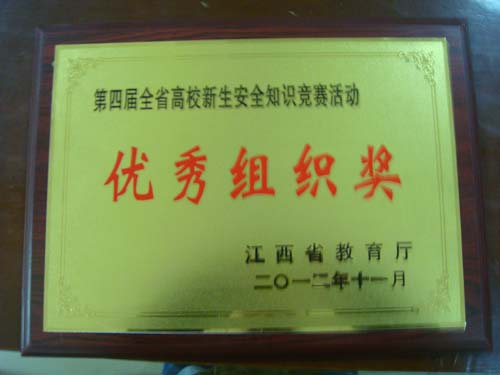 第四届全省高校新生安全知识竞赛活动
优秀组织奖
江西省教育厅
二〇一二年十一月